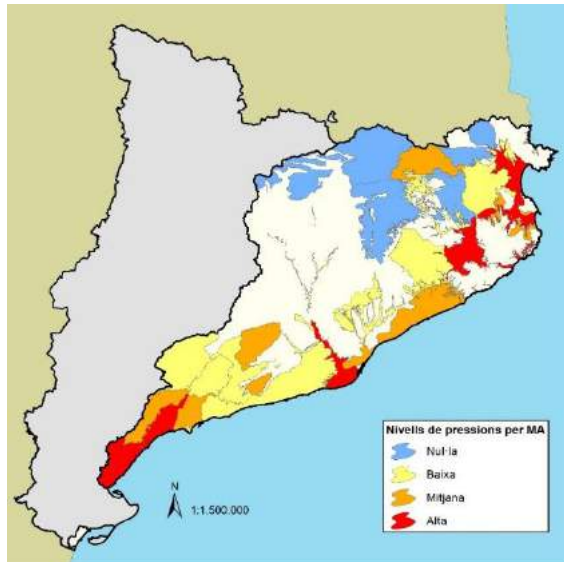 Nivells de pressions per MA
Nul·la
Baixa
Mitjana
Alta
N
1:1.500.000